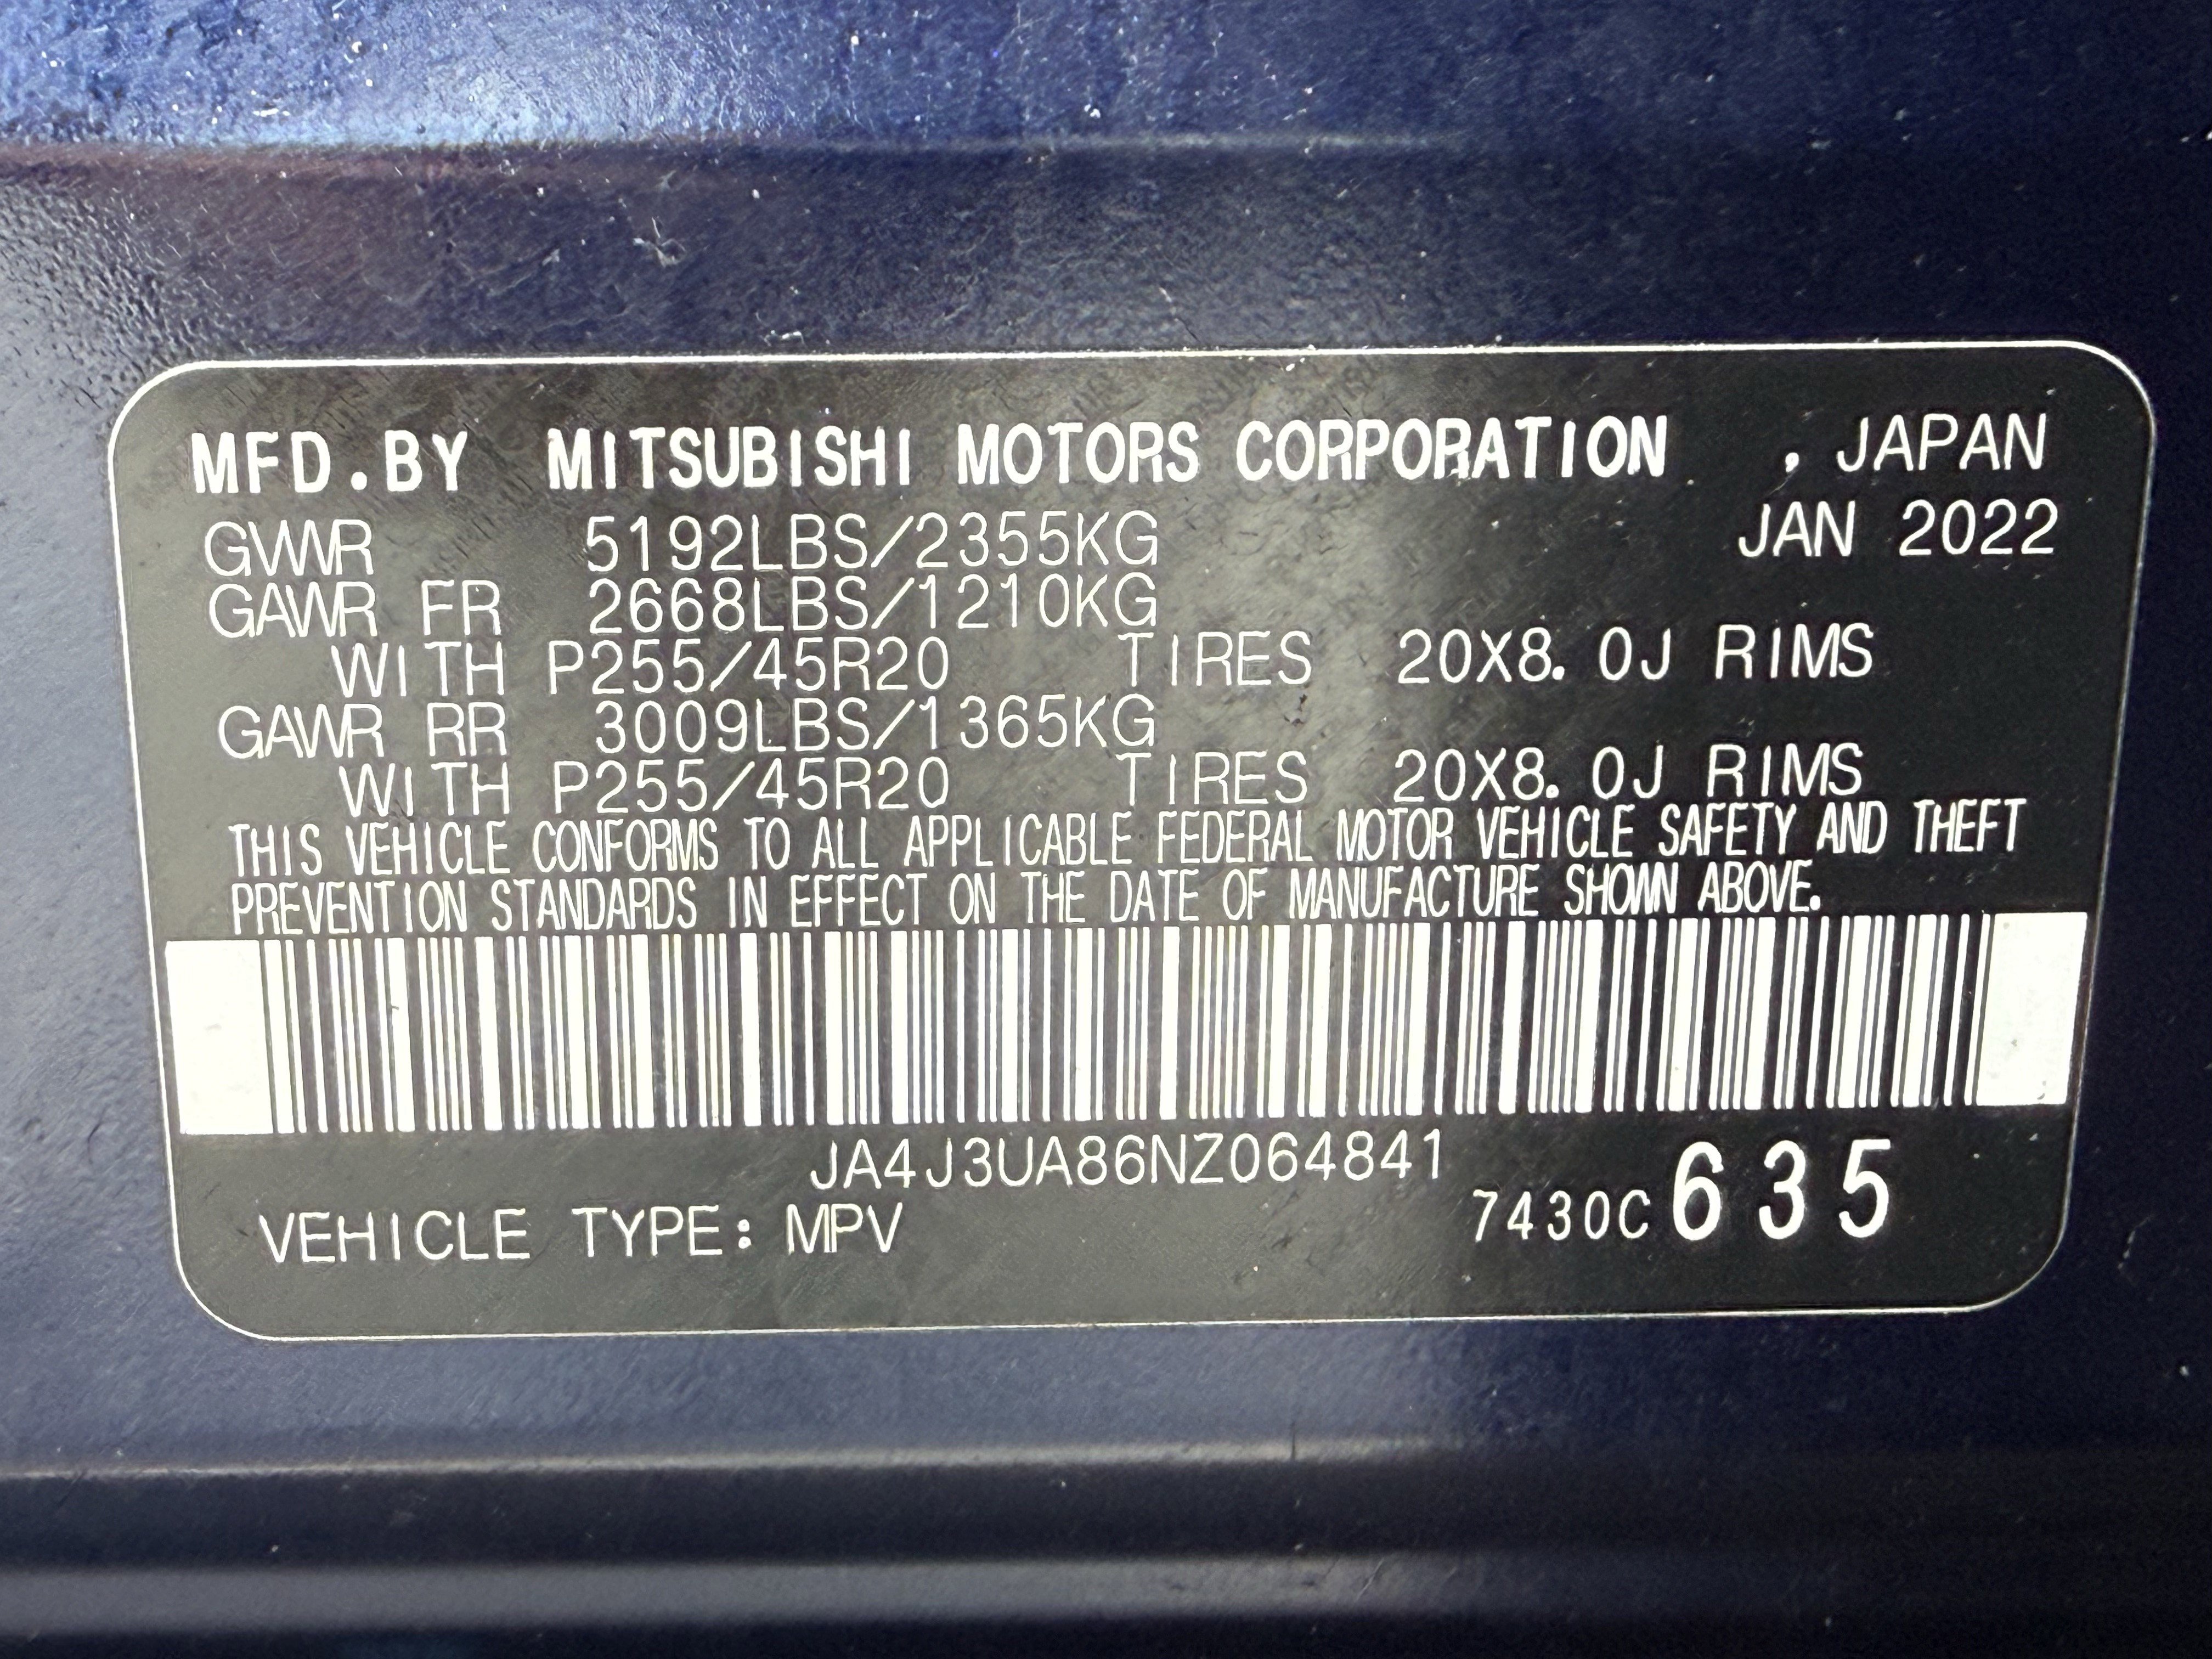 MFD.BY MITSUBISHI MOTORS CORPORATION , JAPAN
GVWR 5192LBS/2355KG JAN 2022
GAWR FR 2668LBS/1210KG
WITH P255/45R20 TIRES 20X8.0J RIMS
GAWR RR 3009LBS/1365KG
WITH P255/45R20 TIRES 20X8.0J RIMS
THIS VEHICLE CONFORMS TO ALL APPLICABLE FEDERAL MOTOR VEHICLE SAFETY AND THEFT
PREVENTION STANDARDS IN EFFECT ON THE DATE OF MANUFACTURE SHOWN ABOVE.
JA4J3UA86NZ064841
VEHICLE TYPE: MPV 7430C 635